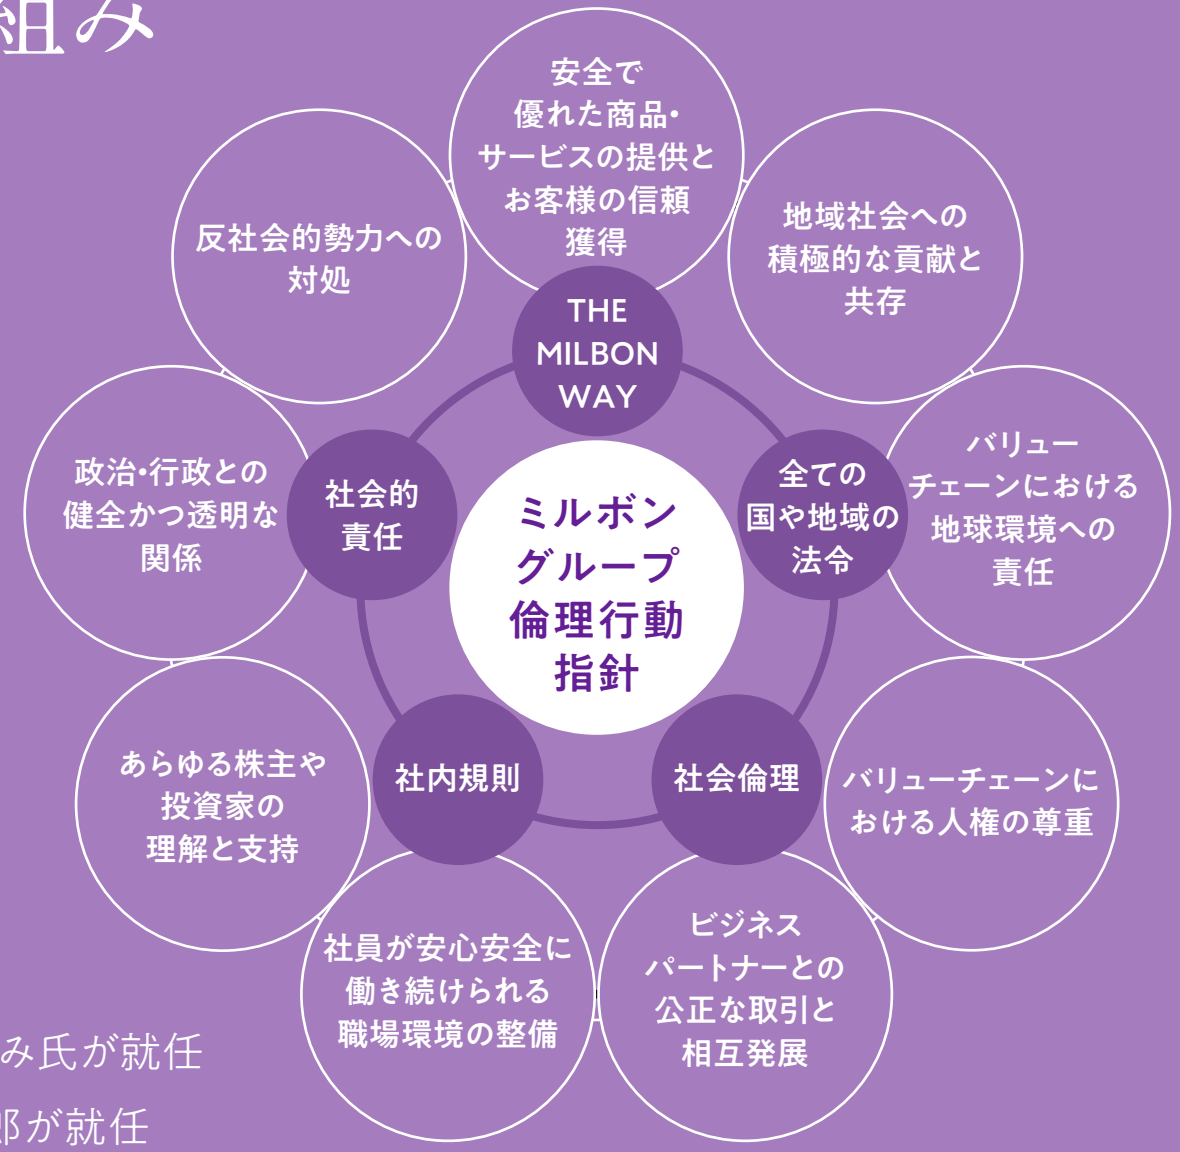 組み
安全で
優れた商品・
サービスの提供と
お客様の信頼
獲得
地域社会への
積極的な貢献と
共存
バリュー
チェーンにおける
地球環境への
責任
バリューチェーンに
おける人権の尊重
ビジネス
パートナーとの
公正な取引と
相互発展
社員が安心安全に
働き続けられる
職場環境の整備
あらゆる株主や
投資家の
理解と支持
政治・行政との
健全かつ透明な
関係
反社会的勢力への
対処
THE
MILBON
WAY
全ての
国や地域の
法令
社会倫理
社内規則
社会的
責任
ミルボン
グループ
倫理行動
指針
み氏が就任
郎が就任